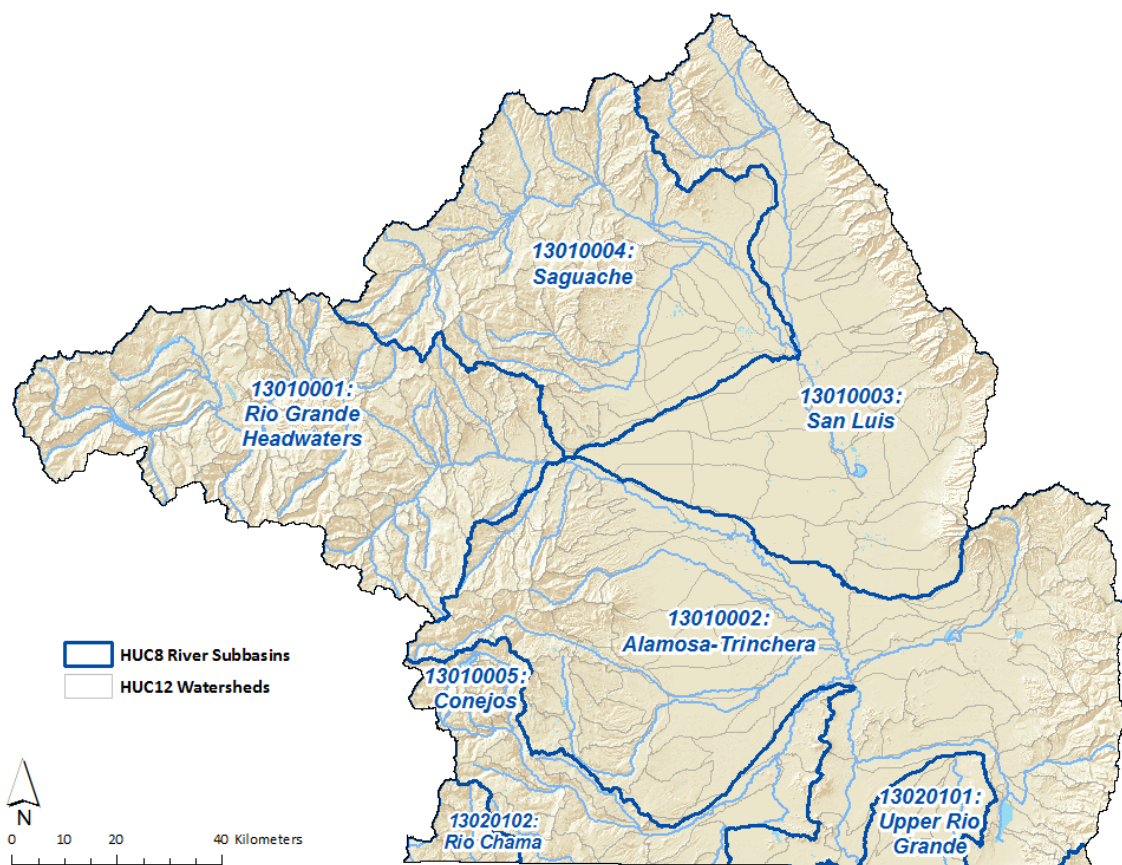 13010004:
Saguache
13010001:
Rio Grande
Headwaters
13010003:
San Luis
13010002:
Alamosa-Trinchera
HUC8 River Subbasins
HUC12 Watersheds
13010005:
Conejos
13020101:
Upper Rio
Grande
13020102:
Rio Chama
N
0 10 20 40 Kilometers